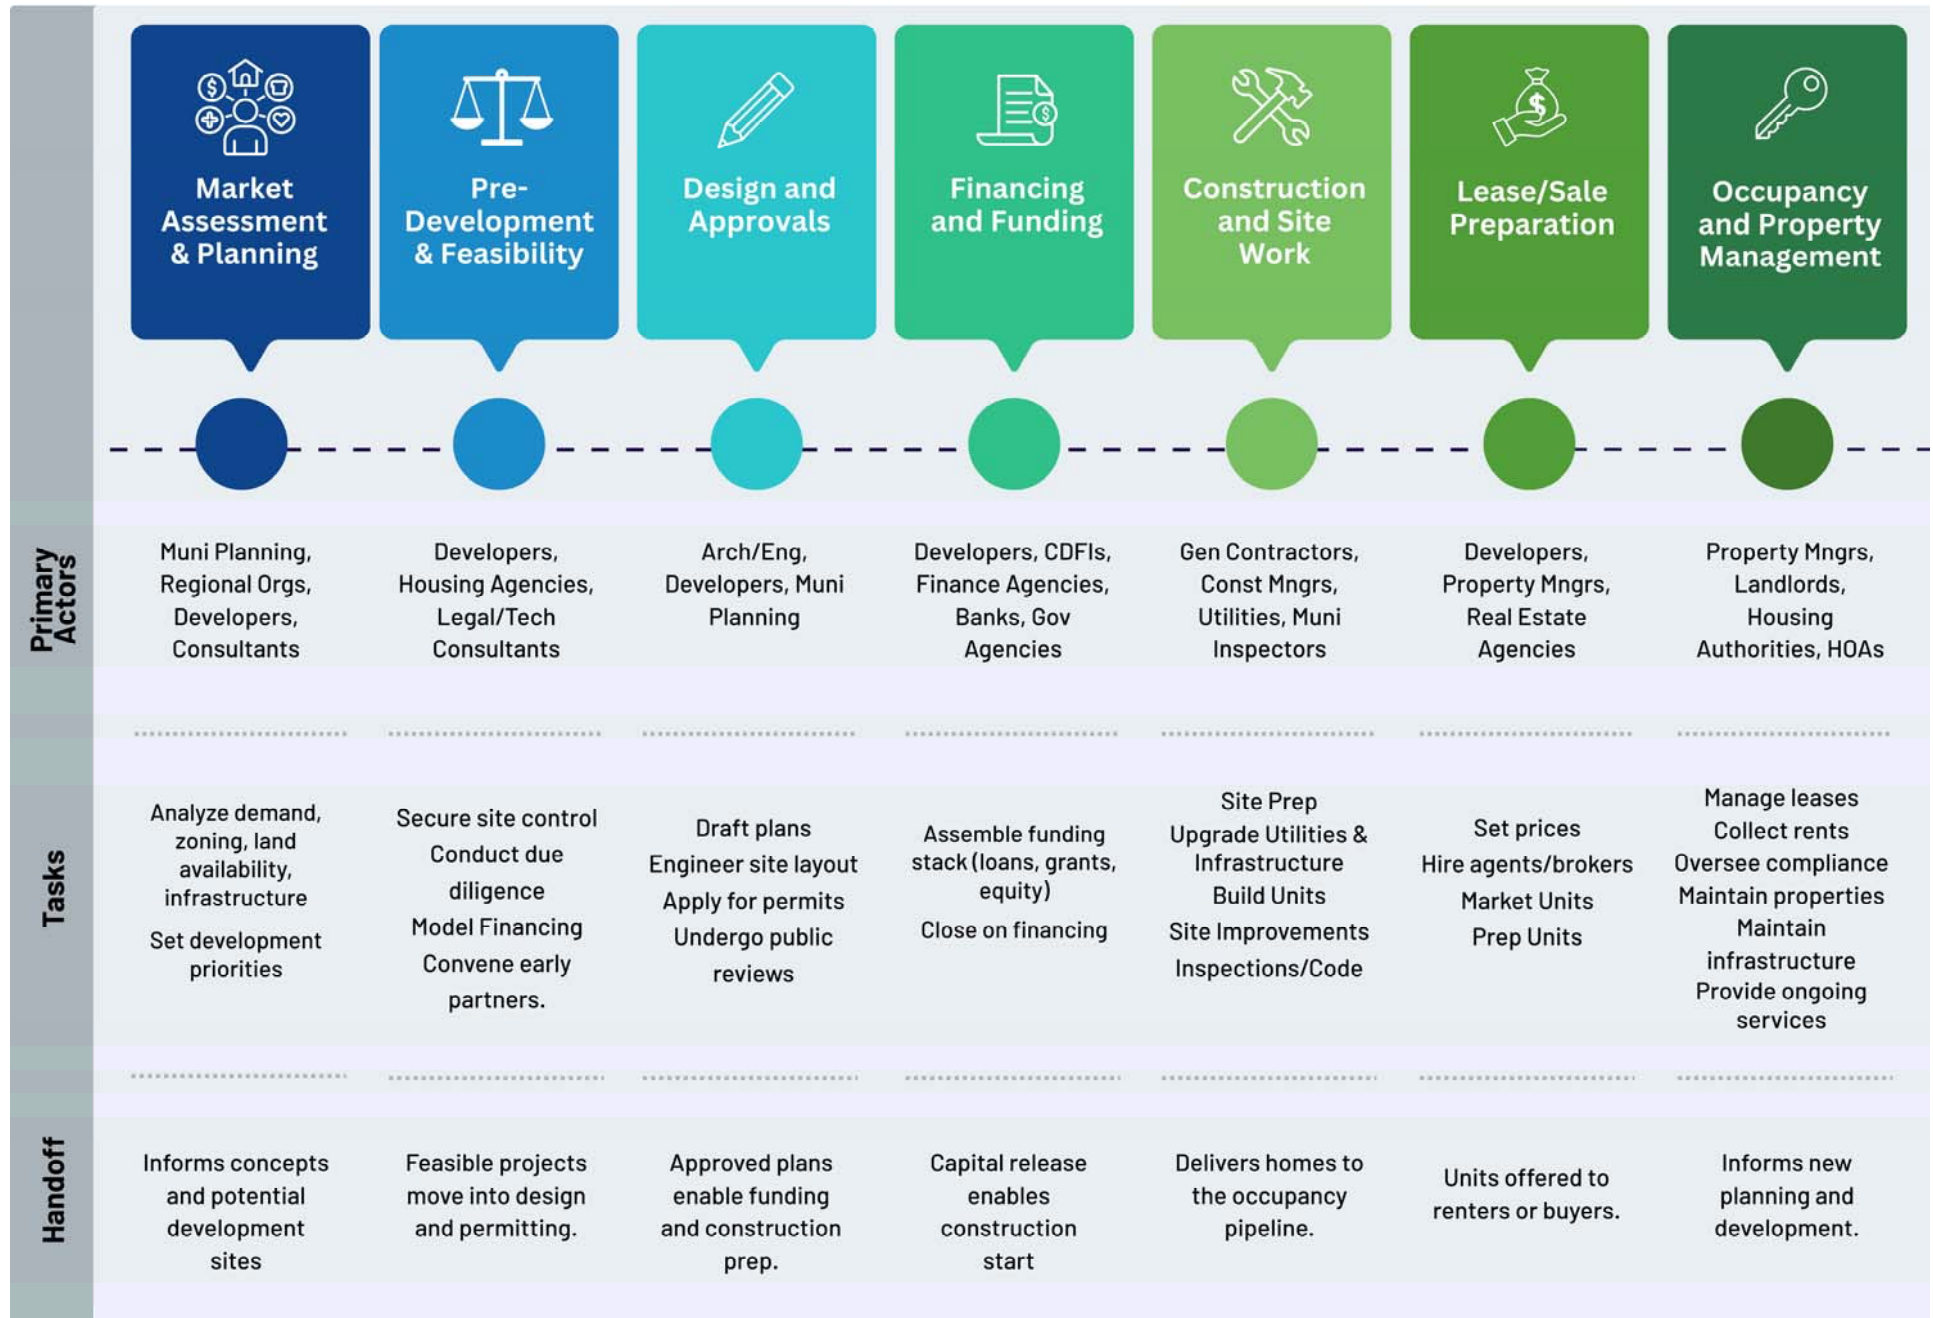 Market
Assessment
& Planning
Pre-
Development
& Feasibility
Design and
Approvals
Financing
and Funding
Construction
and Site
Work
Lease/Sale
Preparation
Occupancy
and Property
Management
Primary
Actors
Muni Planning,
Regional Orgs,
Developers,
Consultants
Developers,
Housing Agencies,
Legal/Tech
Consultants
Arch/Eng,
Developers, Muni
Planning
Developers, CDFIs,
Finance Agencies,
Banks, Gov
Agencies
Gen Contractors,
Const Mngrs,
Utilities, Muni
Inspectors
Developers,
Property Mngrs,
Real Estate
Agencies
Property Mngrs,
Landlords,
Housing
Authorities, HOAs
Tasks
Analyze demand,
zoning, land
availability,
infrastructure
Set development
priorities
Secure site control
Conduct due
diligence
Model Financing
Convene early
partners.
Draft plans
Engineer site layout
Apply for permits
Undergo public
reviews
Assemble funding
stack (loans, grants,
equity)
Close on financing
Site Prep
Upgrade Utilities &
Infrastructure
Build Units
Site Improvements
Inspections/Code
Set prices
Hire agents/brokers
Market Units
Prep Units
Manage leases
Collect rents
Oversee compliance
Maintain properties
Maintain
infrastructure
Provide ongoing
services
Handoff
Informs concepts
and potential
development
sites
Feasible projects
move into design
and permitting.
Approved plans
enable funding
and construction
prep.
Capital release
enables
construction
start
Delivers homes to
the occupancy
pipeline.
Units offered to
renters or buyers.
Informs new
planning and
development.